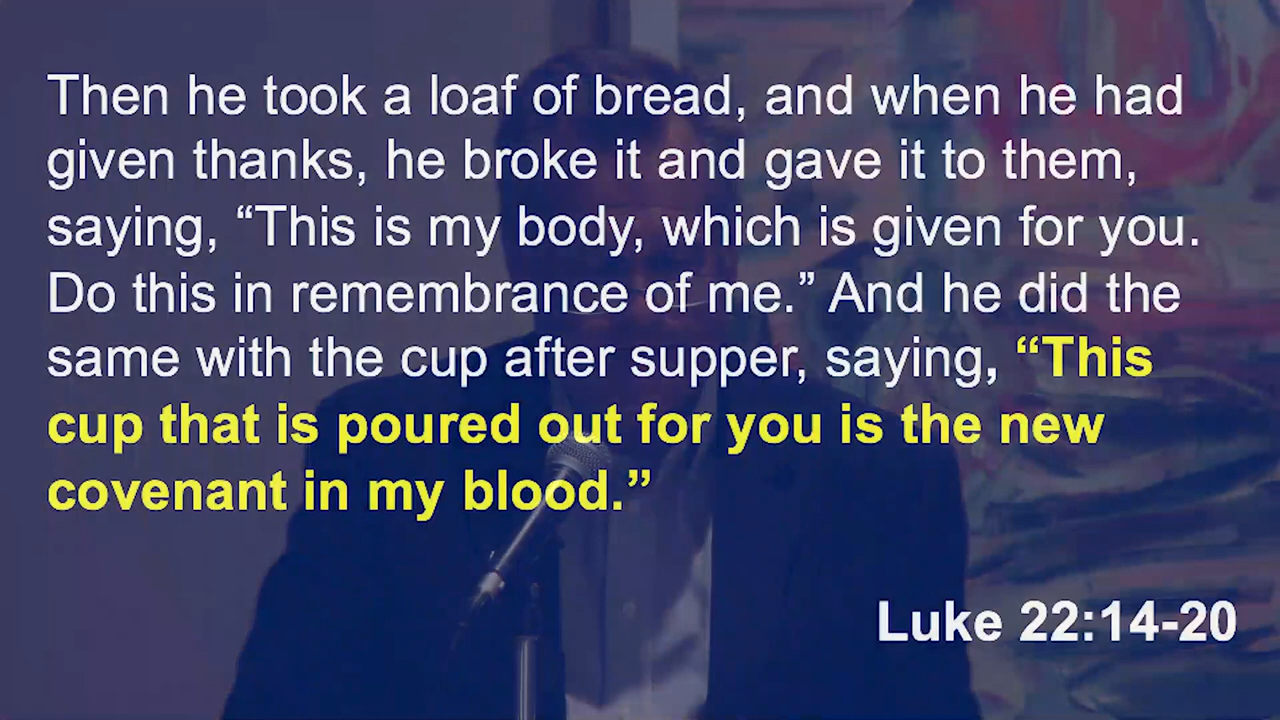 Then he took a loaf of bread, and when he had
given thanks, he broke it and gave it to them,
saying, “This is my body, which is given for you.
Do this in remembrance of me.” And he did the
same with the cup after supper, saying, “This
cup that is poured out for you is the new
covenant in my blood.”
Luke 22:14-20